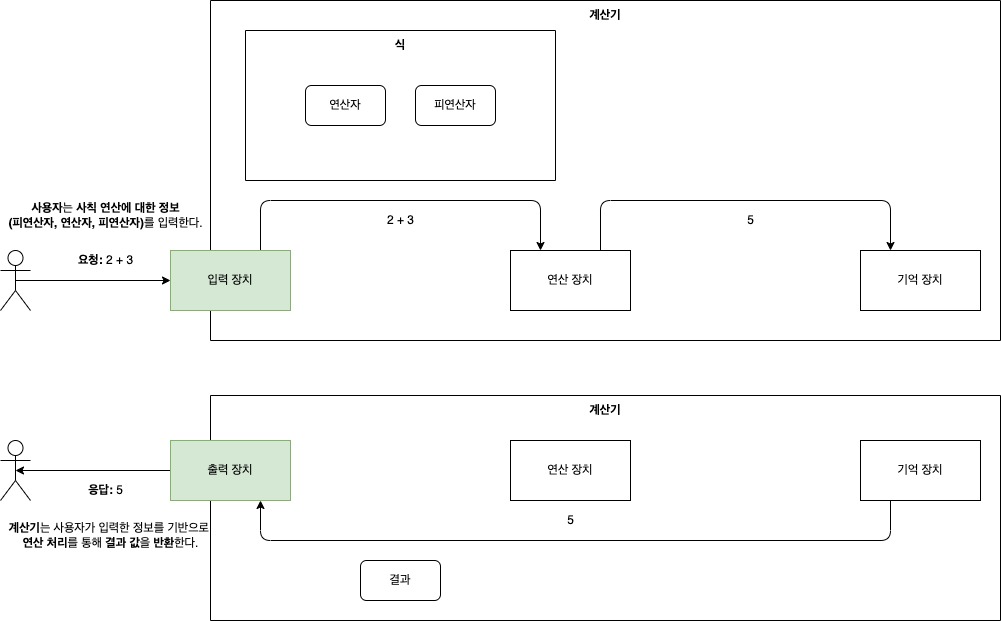 계산기
식
연산자
피연산자
사용자는 사칙 연산에 대한 정보
(피연산자, 연산자, 피연산자)를 입력한다.
2 + 3
5
요청: 2 + 3
입력 장치
연산 장치
기억 장치
계산기
출력 장치
연산 장치
기억 장치
응답: 5
계산기는 사용자가 입력한 정보를 기반으로
연산 처리를 통해 결과 값을 반환한다.
5
결과